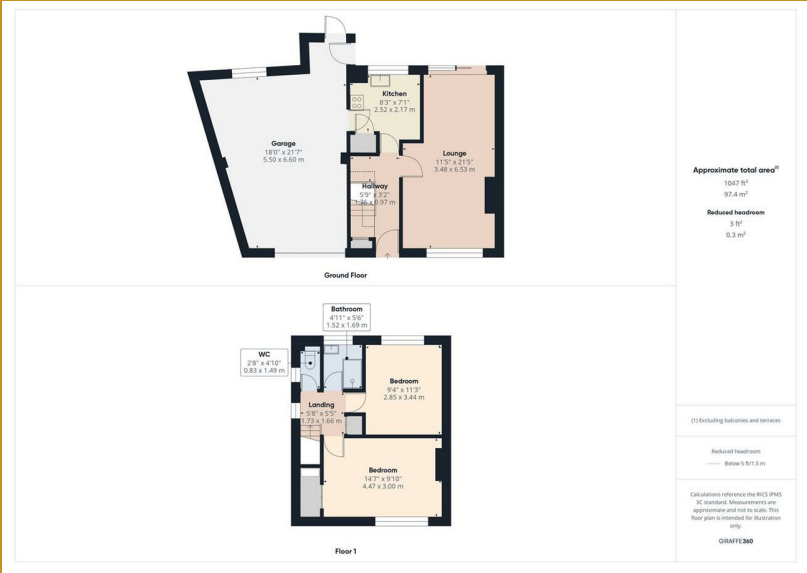 Garage
18'0" x 21'7"
5.50 x 6.60 m
Kitchen
8'3" x 7'1"
2.52 x 2.17 m
Lounge
11'5" x 21'5"
3.48 x 6.53 m
Hallway
5'9" x 3'2"
1.76 x 0.97 m
Ground Floor
Bathroom
4'11" x 5'6"
1.52 x 1.69 m
WC
2'8" x 4'10"
0.83 x 1.49 m
Bedroom
9'4" x 11'3"
2.85 x 3.44 m
Landing
5'8" x 5'5"
1.73 x 1.66 m
Bedroom
14'7" x 9'10"
4.47 x 3.00 m
Floor 1
Approximate total area(1)
1047 ft²
97.4 m²
Reduced headroom
3 ft²
0.3 m²
(1) Excluding balconies and terraces
Reduced headroom
Below 5 ft/1.5 m
Calculations reference the RICS IPMS
3C standard. Measurements are
approximate and not to scale. This
floor plan is intended for illustration
only.
GIRAFFE360